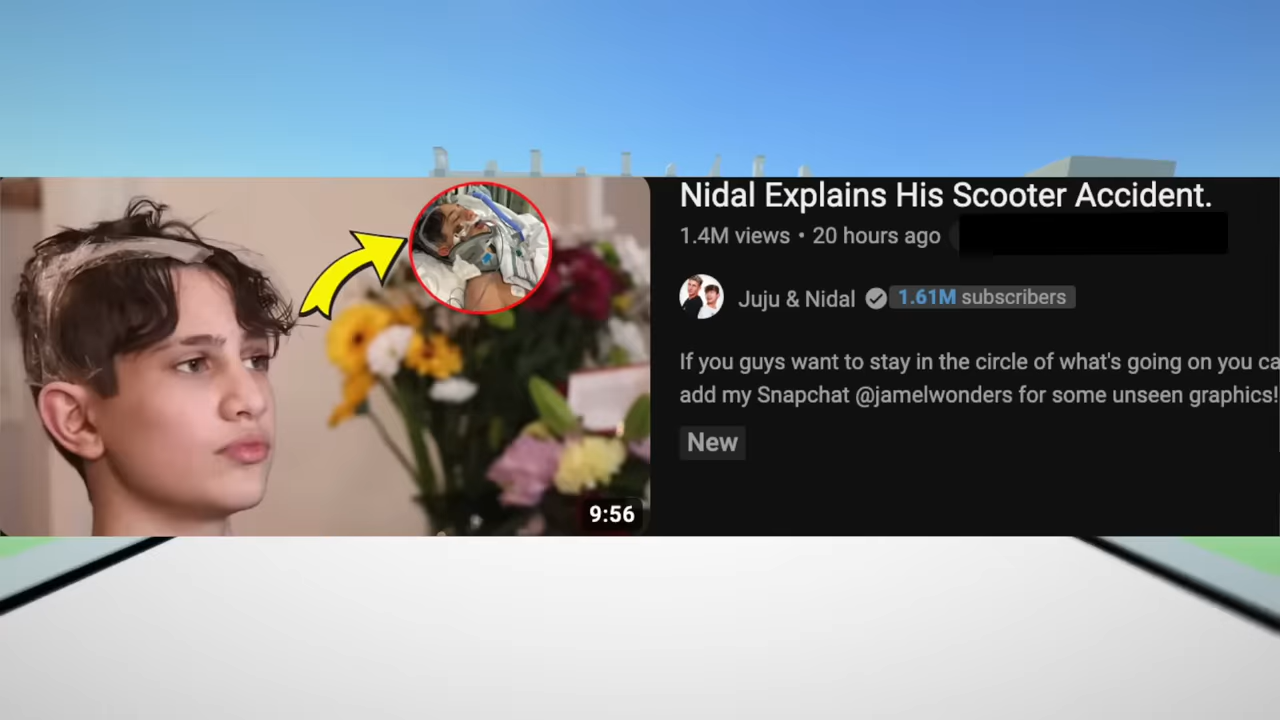 Nidal Explains His Scooter Accident.
1.4M views • 20 hours ago
Juju & Nidal 1.61M subscribers
If you guys want to stay in the circle of what's going on you ca
add my Snapchat @jamelwonders for some unseen graphics!
New
9:56